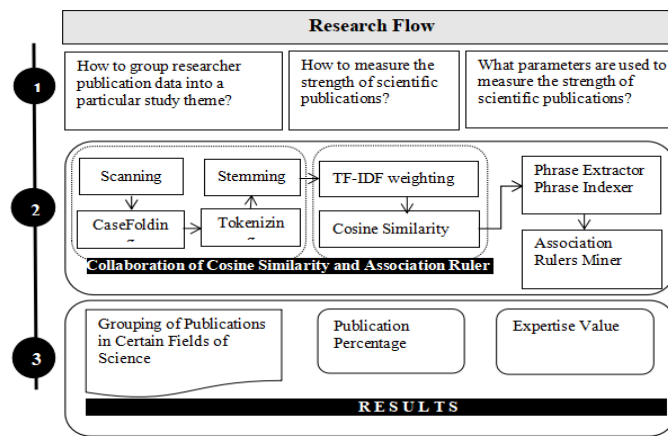 Research Flow
1
How to group researcher
publication data into a
particular study theme?
How to measure the
strength of scientific
publications?
What parameters are used to
measure the strength of
scientific publications?
2
Scanning
Stemming
CaseFoldin
Tokenizin
TF-IDF weighting
Cosine Similarity
Phrase Extractor
Phrase Indexer
Association
Rulers Miner
Collaboration of Cosine Similarity and Association Ruler
3
Grouping of Publications
in Certain Fields of
Science
Publication
Percentage
Expertise Value
RESULTS